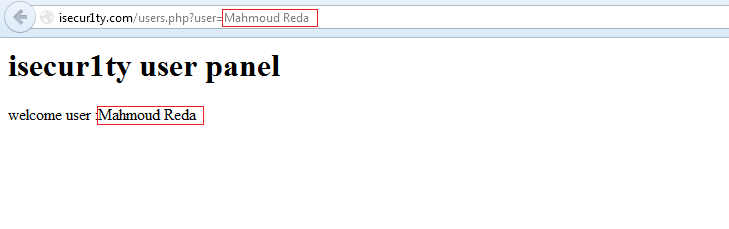 isecur1ty.com/users.php?user=Mahmoud Reda
isecur1ty user panel
welcome user :Mahmoud Reda